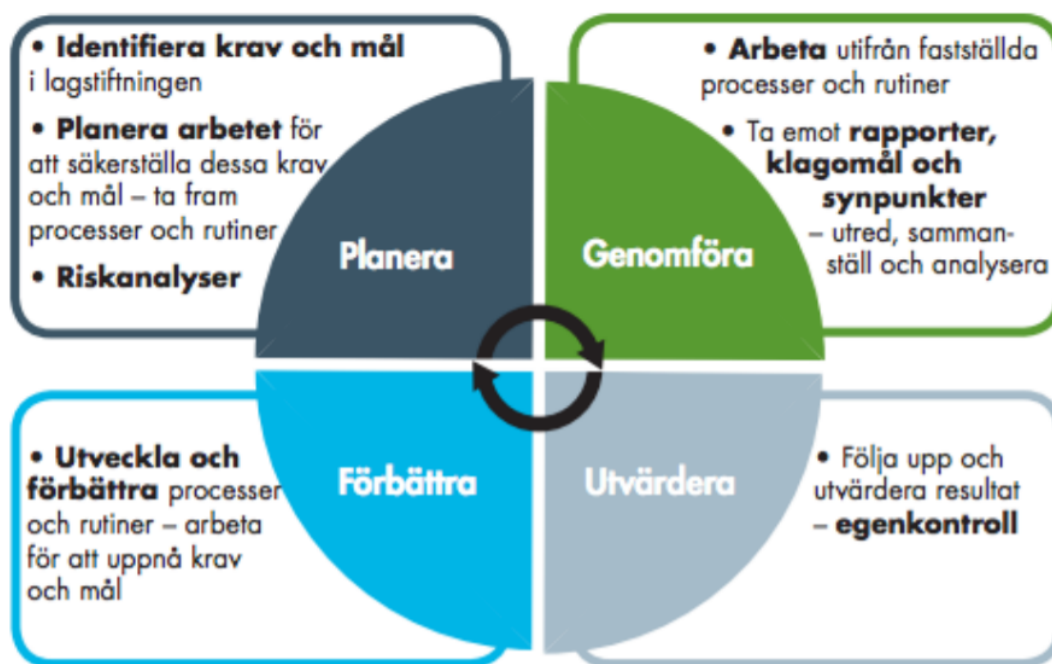 • Identifiera krav och mål
i lagstiftningen
• Planera arbetet för
att säkerställa dessa krav
och mål – ta fram
processer och rutiner
• Riskanalyser
Planera
• Arbeta utifrån fastställda
processer och rutiner
• Ta emot rapporter,
klagomål och
synpunkter
– utred, samman-
ställ och analysera
Genomföra
• Utveckla och
förbättra processer
och rutiner – arbeta
för att uppnå krav
och mål
Förbättra
Utvärdera
• Följa upp och
utvärdera resultat
– egenkontroll